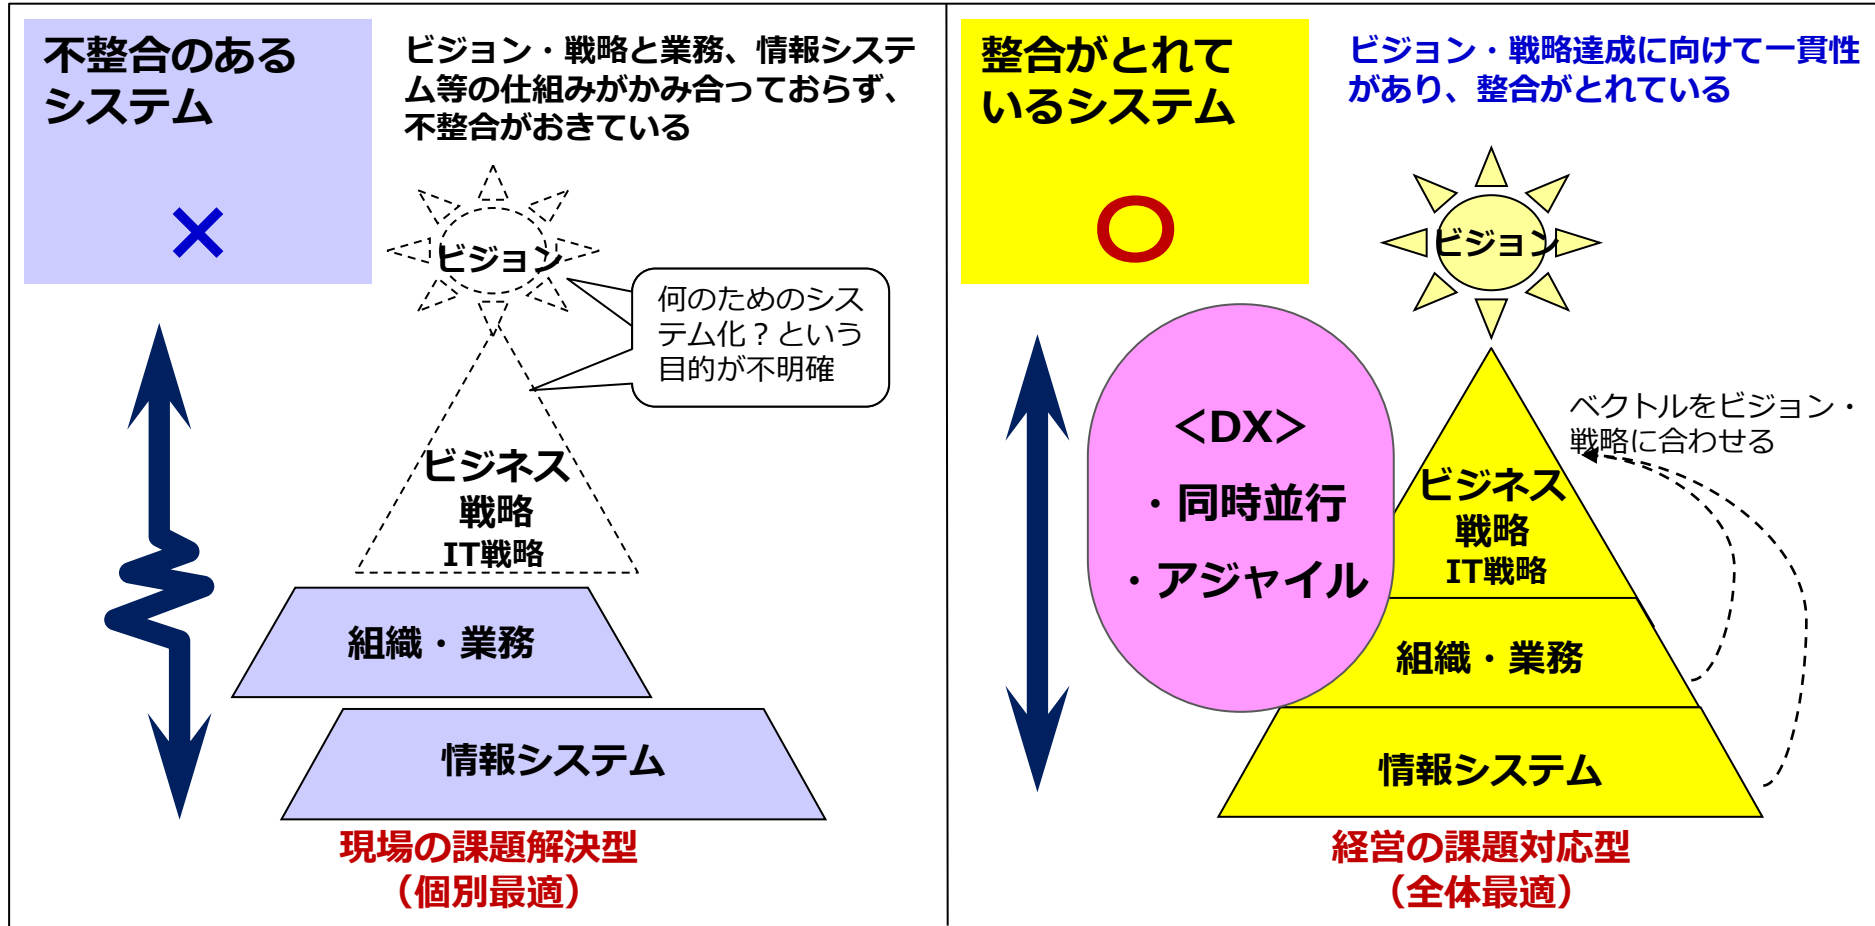 不整合のある
システム
×
ビジョン・戦略と業務、情報システ
ム等の仕組みがかみ合っておらず、
不整合がおきている
ビジョン
何のためのシス
テム化？という
目的が不明確
ビジネス
戦略
IT戦略
組織・業務
情報システム
現場の課題解決型
（個別最適）
整合がとれて
いるシステム
○
ビジョン・戦略達成に向けて一貫性
があり、整合がとれている
ビジョン
＜DX＞
・同時並行
・アジャイル
ベクトルをビジョン・
戦略に合わせる
ビジネス
戦略
IT戦略
組織・業務
情報システム
経営の課題対応型
（全体最適）